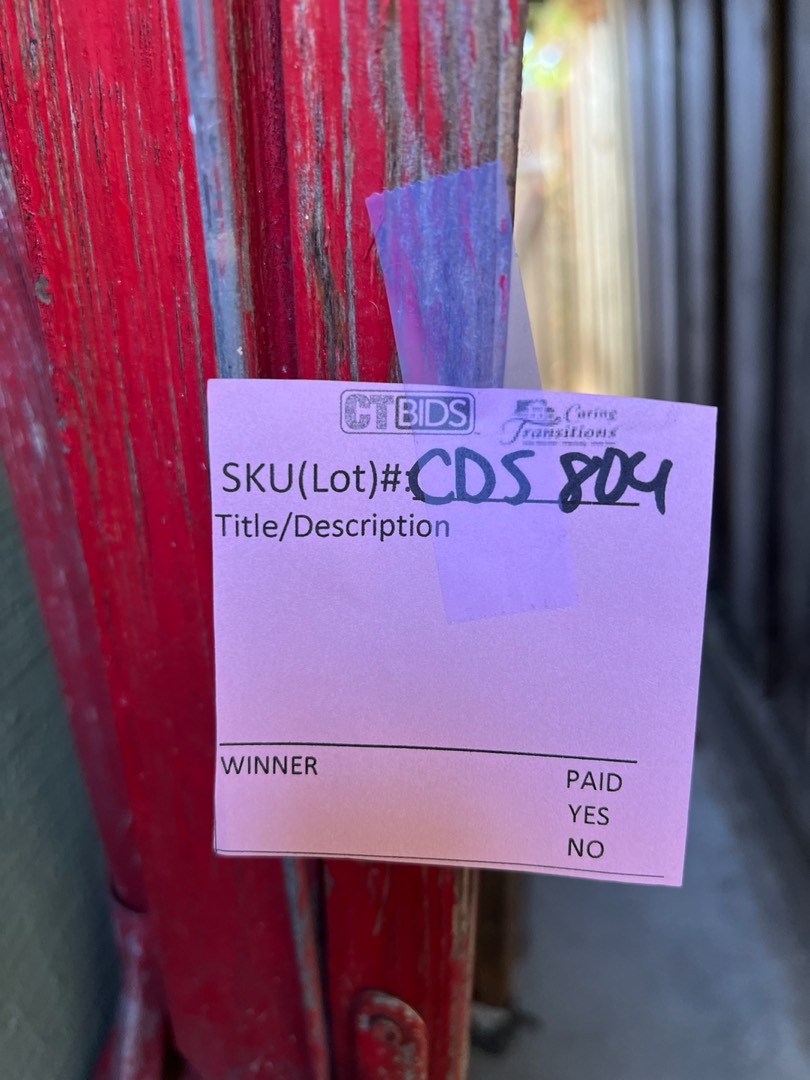 CTBIDS Caring Transitions
SKU(Lot)#: CDS 804
Title/Description
WINNER PAID
YES
NO